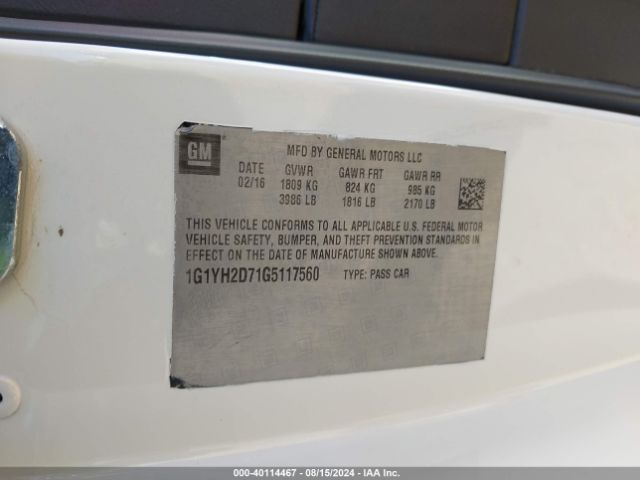 GM
MFD BY GENERAL MOTORS LLC
DATE GVWR GAWR FRT GAWR RR
02/16 1809 KG 824 KG 985 KG
3986 LB 1816 LB 2170 LB
THIS VEHICLE CONFORMS TO ALL APPLICABLE U.S. FEDERAL MOTOR
VEHICLE SAFETY, BUMPER, AND THEFT PREVENTION STANDARDS IN
EFFECT ON THE DATE OF MANUFACTURE SHOWN ABOVE.
1G1YH2D71G5117560 TYPE: PASS CAR
000-40114467 - 08/15/2024 - IAA Inc.